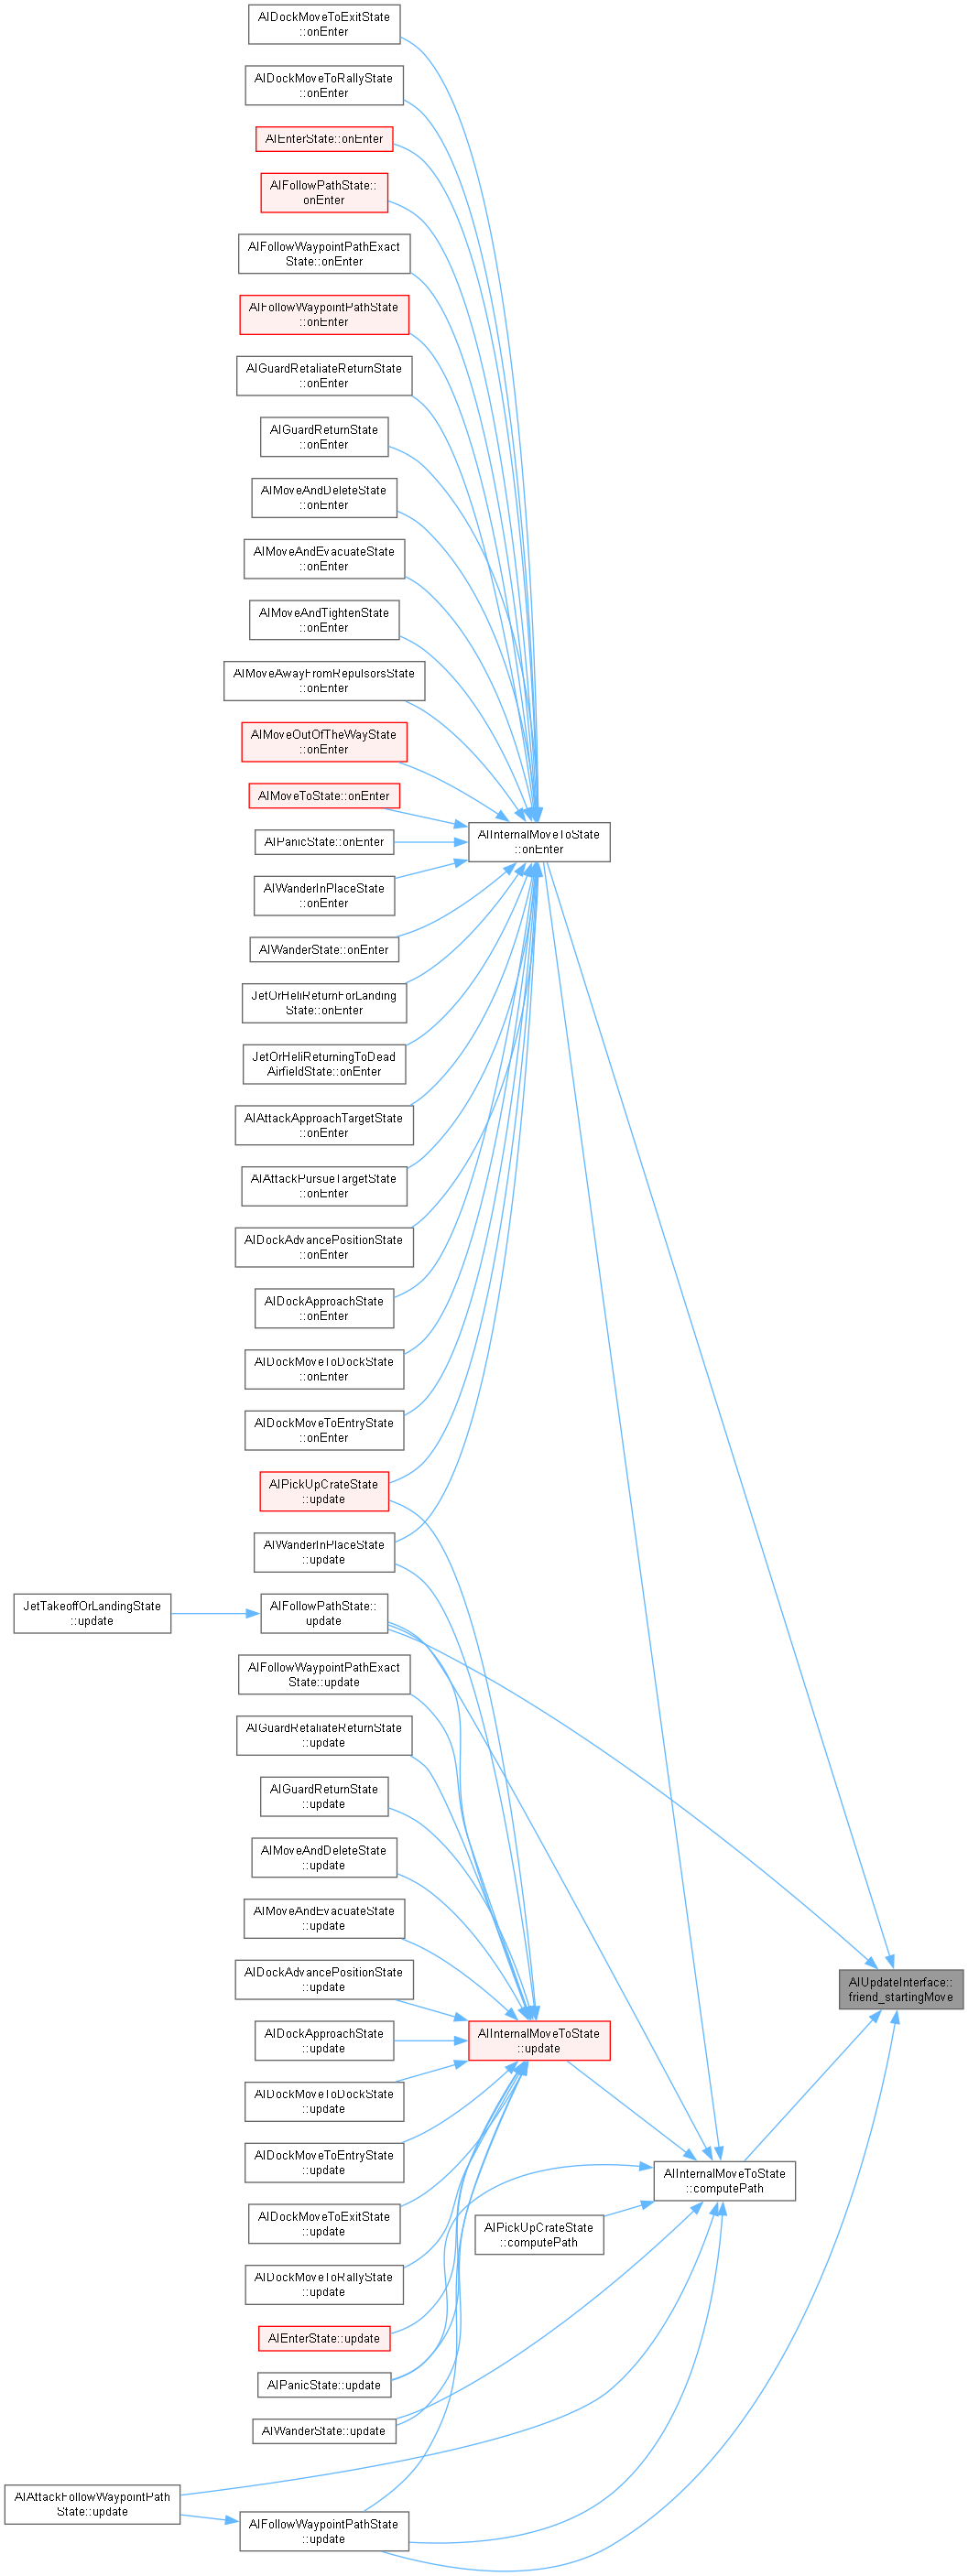 AIDockMoveToExitState
::onEnter
AIDockMoveToRallyState
::onEnter
AIEnterState::onEnter
AIFollowPathState::
onEnter
AIFollowWaypointPathExact
State::onEnter
AIFollowWaypointPathState
::onEnter
AIGuardRetaliateReturnState
::onEnter
AIGuardReturnState
::onEnter
AIMoveAndDeleteState
::onEnter
AIMoveAndEvacuateState
::onEnter
AIMoveAndTightenState
::onEnter
AIMoveAwayFromRepulsorsState
::onEnter
AIMoveOutOfTheWayState
::onEnter
AIMoveToState::onEnter
AIInternalMoveToState
::onEnter
AIPanicState::onEnter
AIWanderInPlaceState
::onEnter
AIWanderState::onEnter
JetOrHeliReturnForLanding
State::onEnter
JetOrHeliReturningToDead
AirfieldState::onEnter
AIAttackApproachTargetState
::onEnter
AIAttackPursueTargetState
::onEnter
AIDockAdvancePositionState
::onEnter
AIDockApproachState
::onEnter
AIDockMoveToDockState
::onEnter
AIDockMoveToEntryState
::onEnter
AIPickUpCrateState
::update
AIWanderInPlaceState
::update
JetTakeoffOrLandingState
::update
AIFollowPathState::
update
AIFollowWaypointPathExact
State::update
AIGuardRetaliateReturnState
::update
AIGuardReturnState
::update
AIMoveAndDeleteState
::update
AIMoveAndEvacuateState
::update
AIDockAdvancePositionState
::update
AIUpdateInterface::
friend_startingMove
AIDockApproachState
::update
AIInternalMoveToState
::update
AIDockMoveToDockState
::update
AIDockMoveToEntryState
::update
AIInternalMoveToState
::computePath
AIDockMoveToExitState
::update
AIPickUpCrateState
::computePath
AIDockMoveToRallyState
::update
AIEnterState::update
AIPanicState::update
AIWanderState::update
AIAttackFollowWaypointPath
State::update
AIFollowWaypointPathState
::update